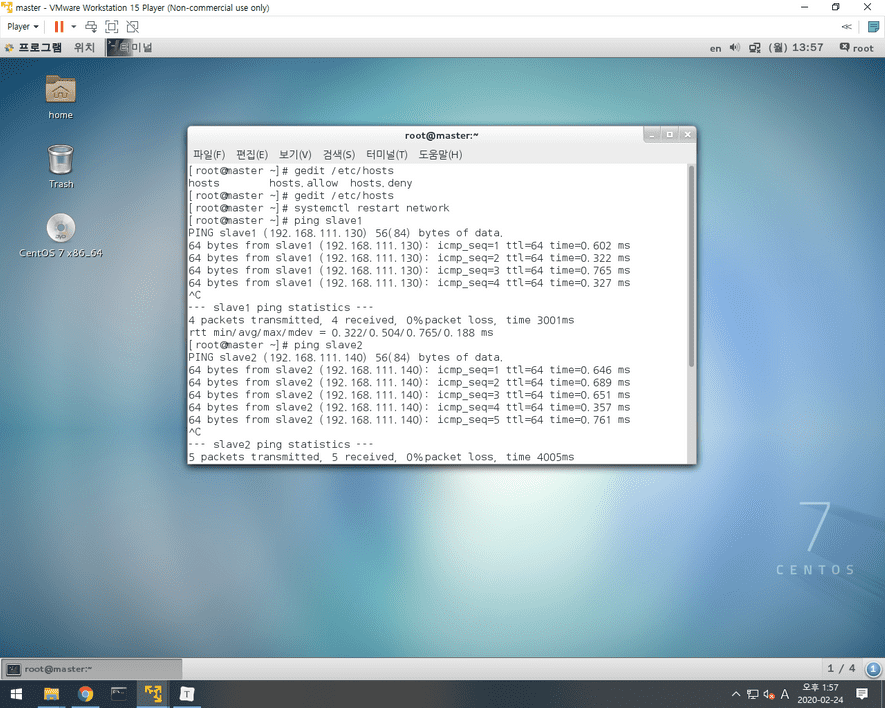 master - VMware Workstation 15 Player (Non-commercial use only)
Player
프로그램 위치 터미널
en (월) 13:57 root
home
Trash
CentOS 7 x86_64
root@master:~
파일(F) 편집(E) 보기(V) 검색(S) 터미널(T) 도움말(H)
[root@master ~]# gedit /etc/hosts
hosts hosts.allow hosts.deny
[root@master ~]# gedit /etc/hosts
[root@master ~]# systemctl restart network
[root@master ~]# ping slave1
PING slave1 (192.168.111.130) 56(84) bytes of data.
64 bytes from slave1 (192.168.111.130): icmp_seq=1 ttl=64 time=0.602 ms
64 bytes from slave1 (192.168.111.130): icmp_seq=2 ttl=64 time=0.322 ms
64 bytes from slave1 (192.168.111.130): icmp_seq=3 ttl=64 time=0.765 ms
64 bytes from slave1 (192.168.111.130): icmp_seq=4 ttl=64 time=0.327 ms
^C
--- slave1 ping statistics ---
4 packets transmitted, 4 received, 0% packet loss, time 3001ms
rtt min/avg/max/mdev = 0.322/0.504/0.765/0.188 ms
[root@master ~]# ping slave2
PING slave2 (192.168.111.140) 56(84) bytes of data.
64 bytes from slave2 (192.168.111.140): icmp_seq=1 ttl=64 time=0.646 ms
64 bytes from slave2 (192.168.111.140): icmp_seq=2 ttl=64 time=0.689 ms
64 bytes from slave2 (192.168.111.140): icmp_seq=3 ttl=64 time=0.651 ms
64 bytes from slave2 (192.168.111.140): icmp_seq=4 ttl=64 time=0.357 ms
64 bytes from slave2 (192.168.111.140): icmp_seq=5 ttl=64 time=0.761 ms
^C
--- slave2 ping statistics ---
5 packets transmitted, 5 received, 0% packet loss, time 4005ms
7
CENTOS
root@master:~
1 / 4
1
T
A
오후 1:57
2020-02-24